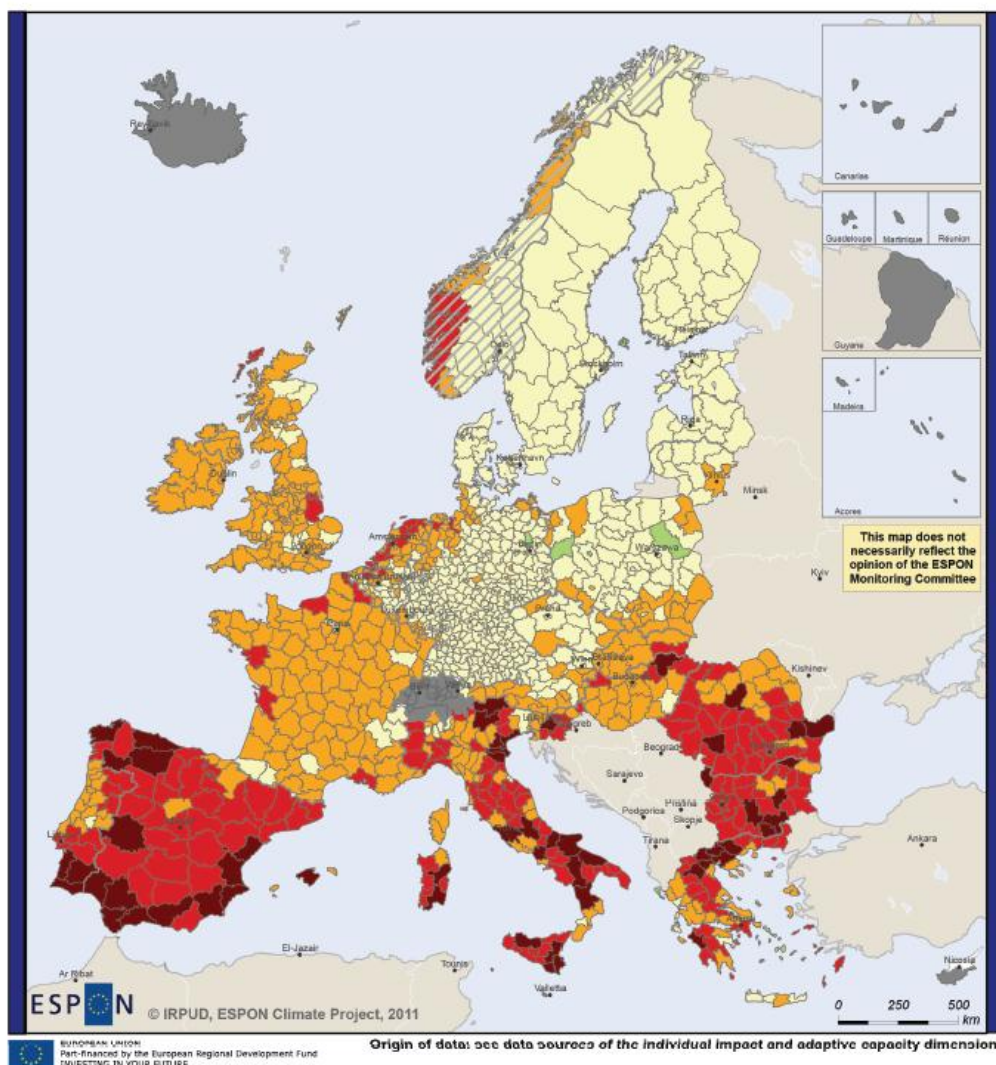 Reykjavik
Canarias
Guadeloupe
Martinique
Réunion
Guyane
Madeira
Azores
Oslo
Helsinki
Tallinn
Stockholm
Riga
København
Vilnius
Minsk
Dublin
London
Amsterdam
Berlin
Warszawa
This map does not
necessarily reflect the
opinion of the ESPON
Monitoring Committee
Kyiv
Paris
Praha
Wien
Bratislava
Budapest
Kishinev
Zagreb
Beograd
Sarajevo
Podgorica
Pristina
Skopje
Tirana
Ankara
El-Jazair
Tounis
Ar Ribat
Valletta
Nicosia
0 250 500
km
ESPON
© IRPUD, ESPON Climate Project, 2011
EUROPEAN UNION
Part-financed by the European Regional Development Fund
INVESTING IN YOUR FUTURE
Origin of data: see data sources of the individual impact and adaptive capacity dimension